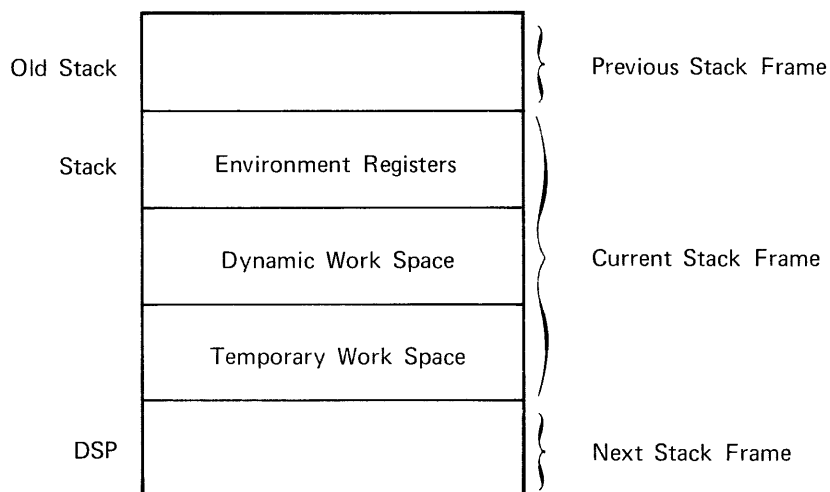 Old Stack
Previous Stack Frame
Stack
Environment Registers
Dynamic Work Space
Current Stack Frame
Temporary Work Space
DSP
Next Stack Frame